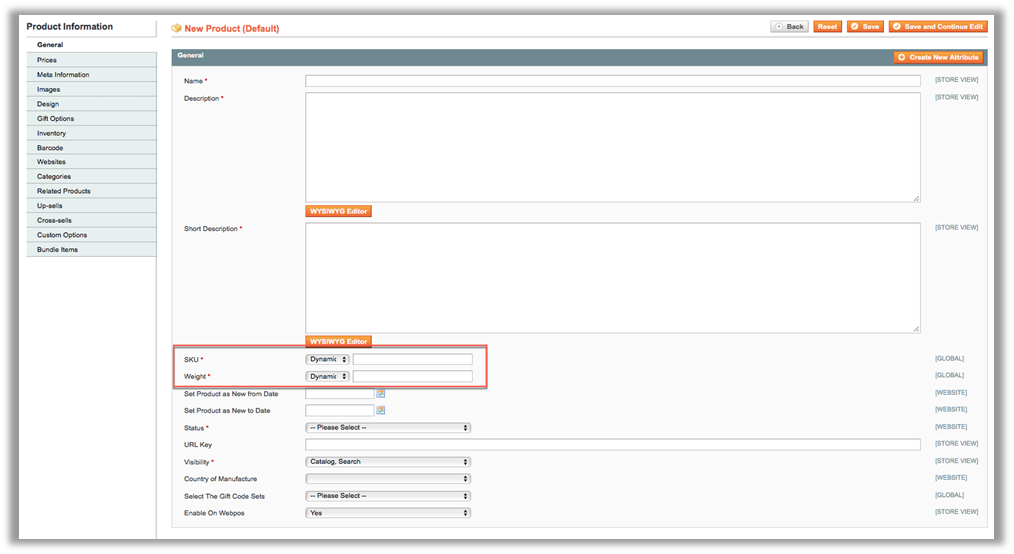 Product Information
General
Prices
Meta Information
Images
Design
Gift Options
Inventory
Barcode
Websites
Categories
Related Products
Up-sells
Cross-sells
Custom Options
Bundle Items
New Product (Default)
Back Reset Save Save and Continue Edit
General Create New Attribute
Name * [STORE VIEW]
Description * [STORE VIEW]
WYSIWYG Editor
Short Description * [STORE VIEW]
WYSIWYG Editor
SKU * Dynamic [GLOBAL]
Weight * Dynamic [GLOBAL]
Set Product as New from Date [WEBSITE]
Set Product as New to Date [WEBSITE]
Status * -- Please Select -- [WEBSITE]
URL Key [STORE VIEW]
Visibility * Catalog, Search [STORE VIEW]
Country of Manufacture [WEBSITE]
Select The Gift Code Sets -- Please Select -- [GLOBAL]
Enable On Webpos Yes [STORE VIEW]